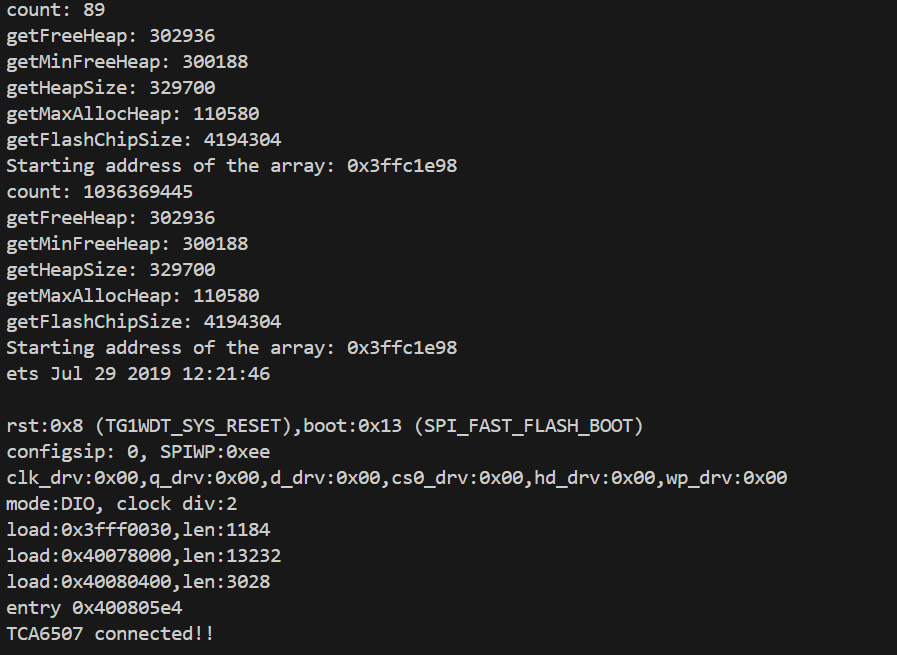 count: 89
getFreeHeap: 302936
getMinFreeHeap: 300188
getHeapSize: 329700
getMaxAllocHeap: 110580
getFlashChipSize: 4194304
Starting address of the array: 0x3ffc1e98
count: 1036369445
getFreeHeap: 302936
getMinFreeHeap: 300188
getHeapSize: 329700
getMaxAllocHeap: 110580
getFlashChipSize: 4194304
Starting address of the array: 0x3ffc1e98
ets Jul 29 2019 12:21:46

rst:0x8 (TG1WDT_SYS_RESET),boot:0x13 (SPI_FAST_FLASH_BOOT)
configsip: 0, SPIWP:0xee
clk_drv:0x00,q_drv:0x00,d_drv:0x00,cs0_drv:0x00,hd_drv:0x00,wp_drv:0x00
mode:DIO, clock div:2
load:0x3fff0030,len:1184
load:0x40078000,len:13232
load:0x40080400,len:3028
entry 0x400805e4
TCA6507 connected!!